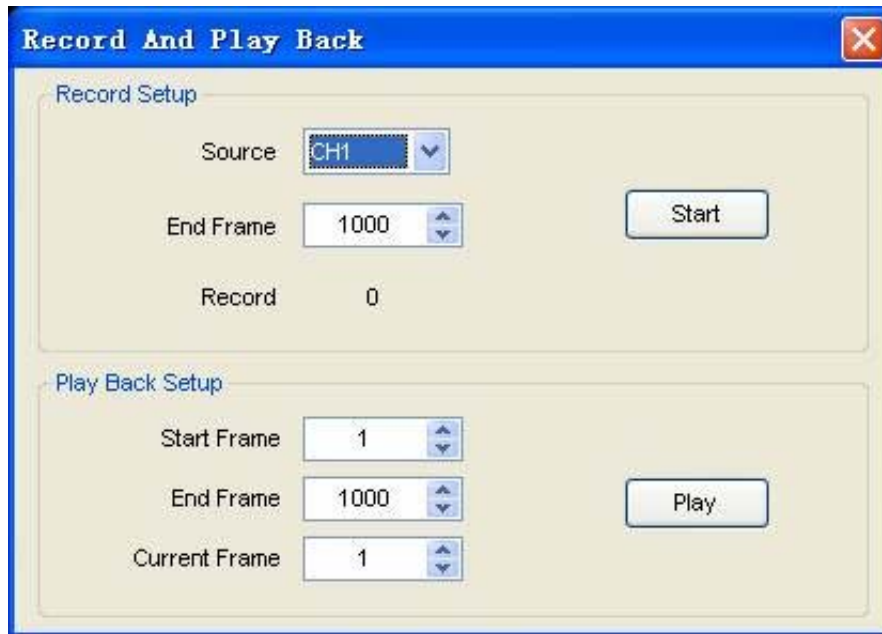 Record And Play Back
Record Setup
Source CH1
End Frame 1000
Start
Record 0
Play Back Setup
Start Frame 1
End Frame 1000
Play
Current Frame 1